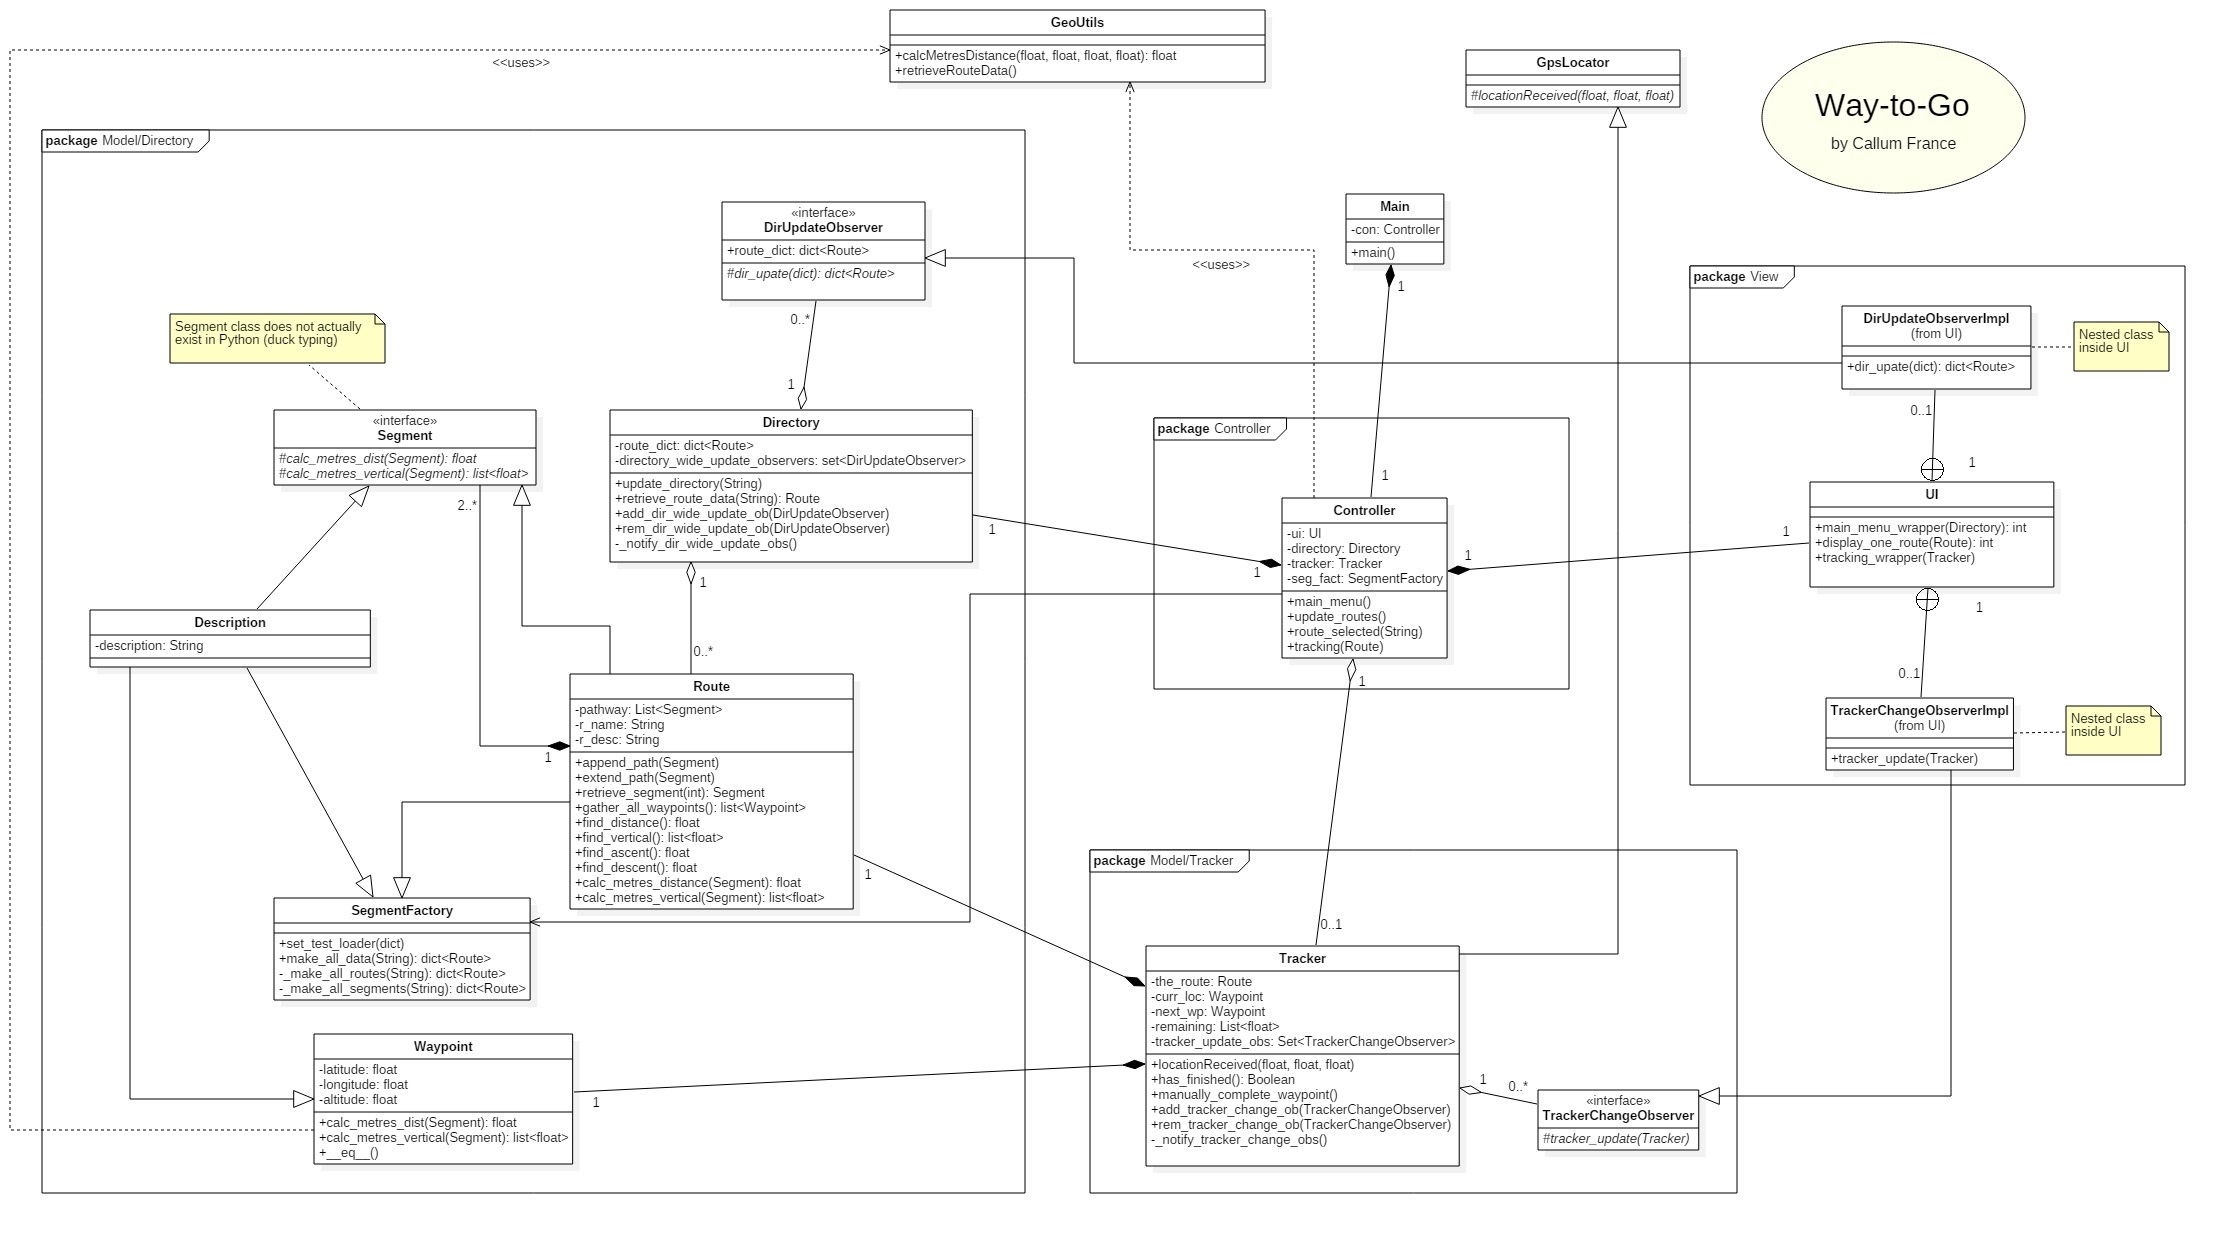 GeoUtils
+calcMetresDistance(float, float, float, float): float
+retrieveRouteData()
<<uses>>
GpsLocator
#locationReceived(float, float, float)
Way-to-Go
by Callum France
package Model/Directory
«interface»
DirUpdateObserver
+route_dict: dict<Route>
#dir_upate(dict): dict<Route>
0..*
1
Main
-con: Controller
+main()
1
<<uses>>
1
package View
DirUpdateObserverImpl
(from UI)
+dir_upate(dict): dict<Route>
Nested class
inside UI
0..1
1
Segment class does not actually
exist in Python (duck typing)
«interface»
Segment
#calc_metres_dist(Segment): float
#calc_metres_vertical(Segment): list<float>
2..*
Directory
-route_dict: dict<Route>
-directory_wide_update_observers: set<DirUpdateObserver>
+update_directory(String)
+retrieve_route_data(String): Route
+add_dir_wide_update_ob(DirUpdateObserver)
+rem_dir_wide_update_ob(DirUpdateObserver)
-_notify_dir_wide_update_obs()
1
1
1
0..*
package Controller
Controller
-ui: UI
-directory: Directory
-tracker: Tracker
-seg_fact: SegmentFactory
+main_menu()
+update_routes()
+route_selected(String)
+tracking(Route)
1
1
1
UI
+main_menu_wrapper(Directory): int
+display_one_route(Route): int
+tracking_wrapper(Tracker)
1
0..1
TrackerChangeObserverImpl
(from UI)
+tracker_update(Tracker)
Nested class
inside UI
Description
-description: String
Route
-pathway: List<Segment>
-r_name: String
-r_desc: String
+append_path(Segment)
+extend_path(Segment)
+retrieve_segment(int): Segment
+gather_all_waypoints(): list<Waypoint>
+find_distance(): float
+find_vertical(): list<float>
+find_ascent(): float
+find_descent(): float
+calc_metres_distance(Segment): float
+calc_metres_vertical(Segment): list<float>
1
1
SegmentFactory
+set_test_loader(dict)
+make_all_data(String): dict<Route>
-_make_all_routes(String): dict<Route>
-_make_all_segments(String): dict<Route>
Waypoint
-latitude: float
-longitude: float
-altitude: float
+calc_metres_dist(Segment): float
+calc_metres_vertical(Segment): list<float>
+__eq__()
1
package Model/Tracker
0..1
Tracker
-the_route: Route
-curr_loc: Waypoint
-next_wp: Waypoint
-remaining: List<float>
-tracker_update_obs: Set<TrackerChangeObserver>
+locationReceived(float, float, float)
+has_finished(): Boolean
+manually_complete_waypoint()
+add_tracker_change_ob(TrackerChangeObserver)
+rem_tracker_change_ob(TrackerChangeObserver)
-_notify_tracker_change_obs()
1
0..*
«interface»
TrackerChangeObserver
#tracker_update(Tracker)